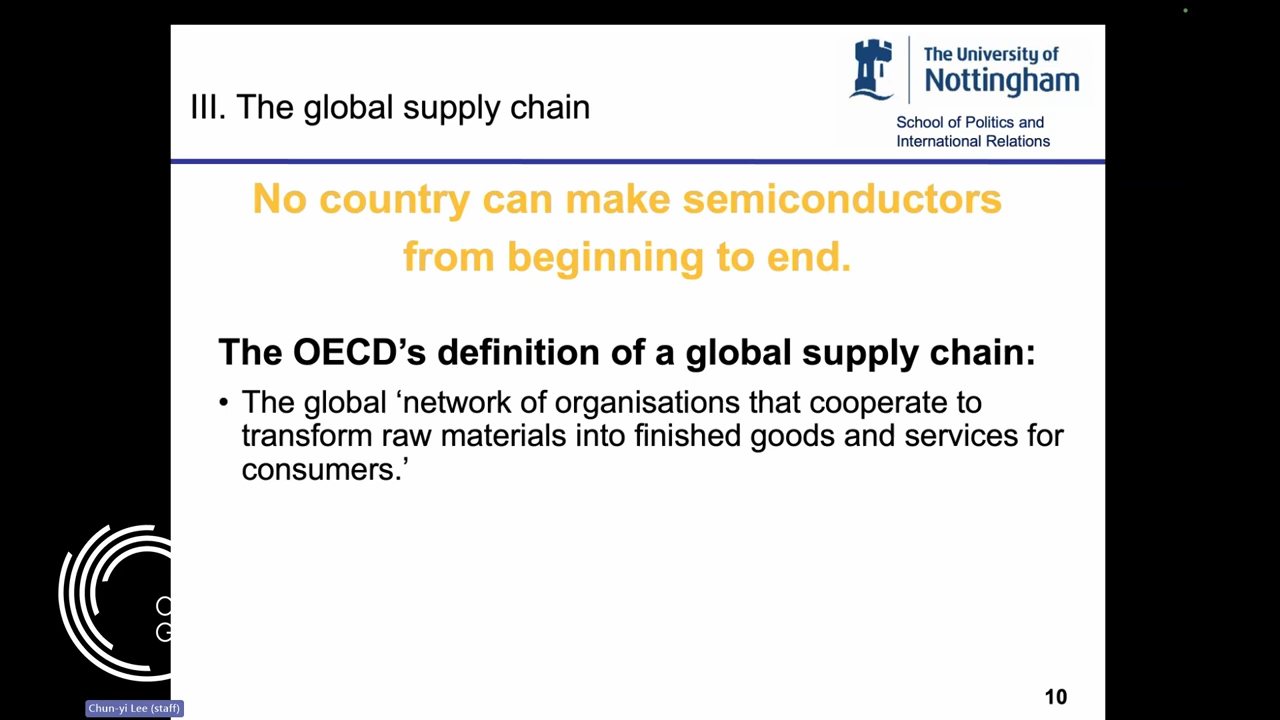 The University of
Nottingham
School of Politics and
International Relations
III. The global supply chain
No country can make semiconductors
from beginning to end.
The OECD’s definition of a global supply chain:
• The global ‘network of organisations that cooperate to
transform raw materials into finished goods and services for
consumers.’
O
G
10
Chun-yi Lee (staff)